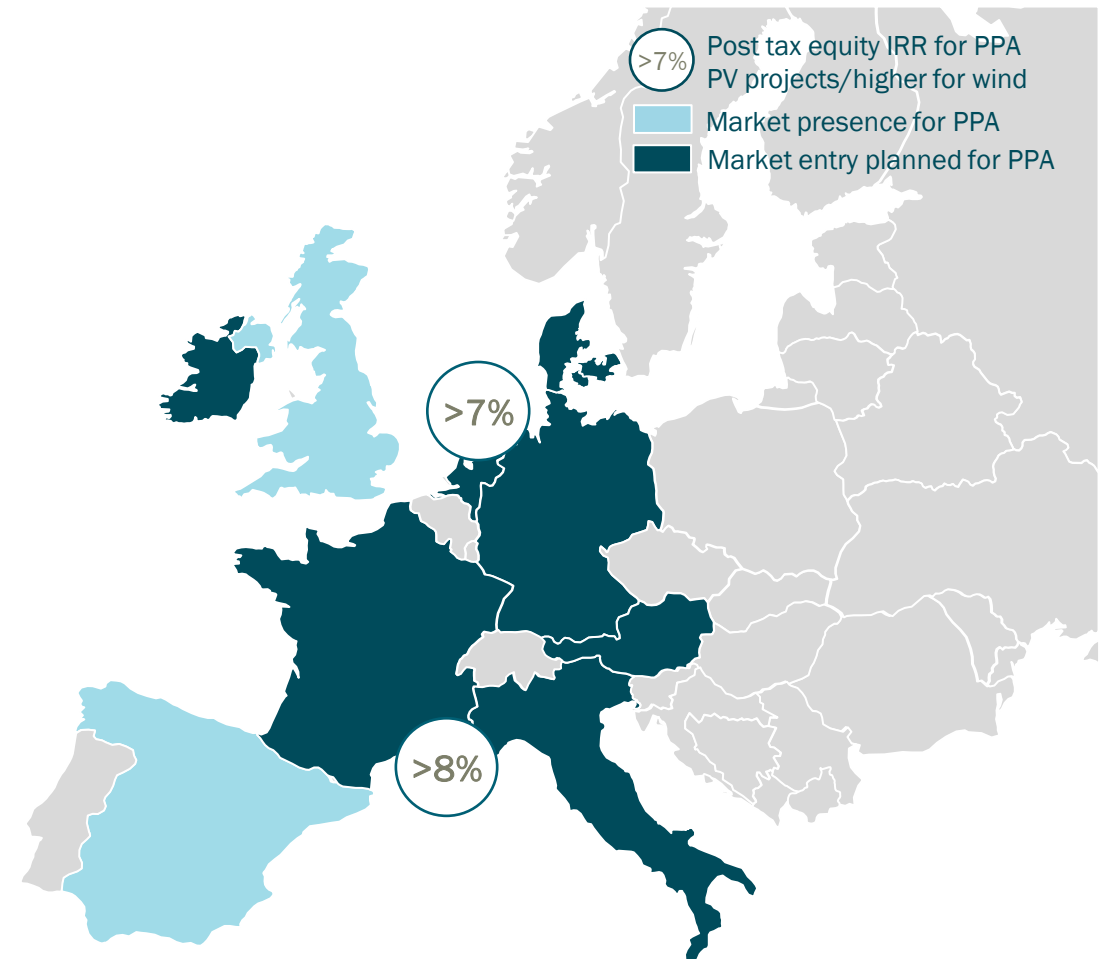 >7%
Post tax equity IRR for PPA
PV projects/higher for wind
Market presence for PPA
Market entry planned for PPA
>7%
>8%